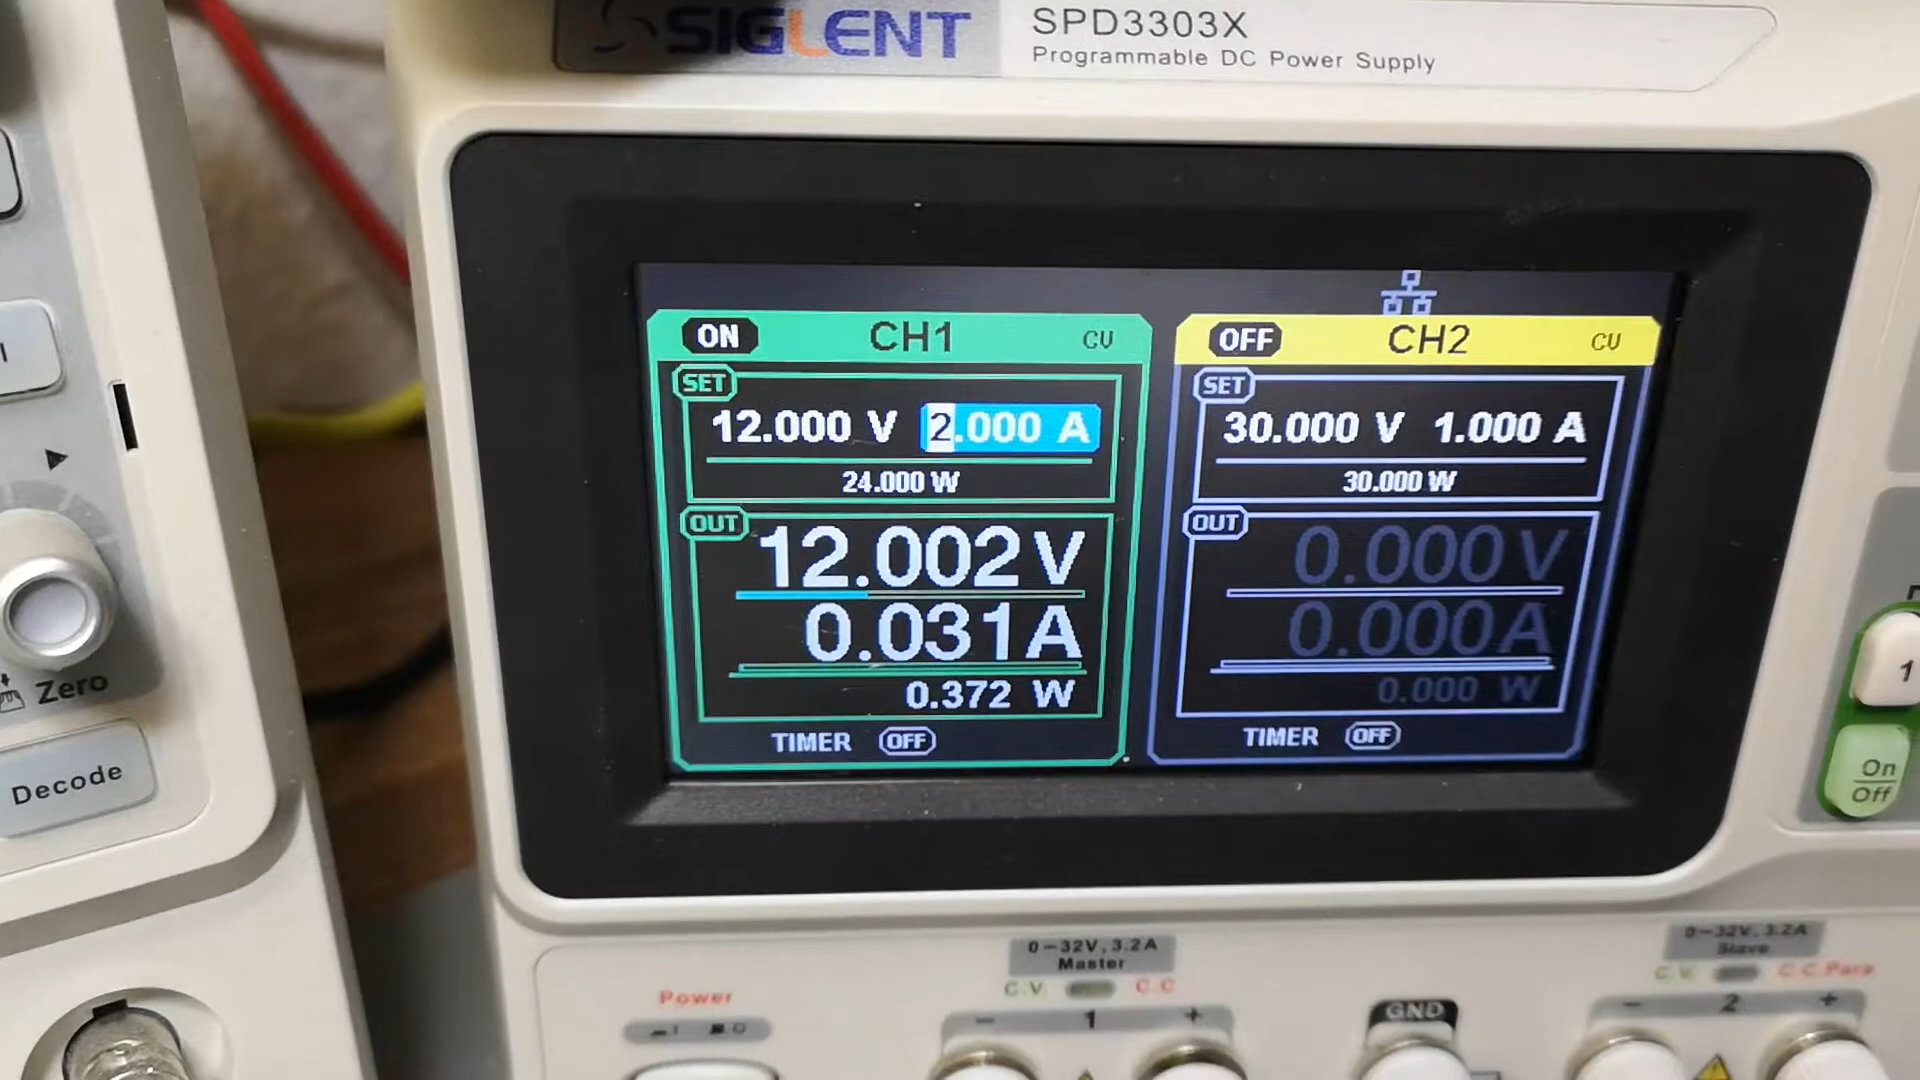 SIGLENT
SPD3303X
Programmable DC Power Supply
ON CH1 CV
SET
12.000 V 2.000 A
24.000 W
OUT
12.002 V
0.031 A
0.372 W
TIMER OFF
OFF CH2 CV
SET
30.000 V 1.000 A
30.000 W
OUT
0.000 V
0.000 A
0.000 W
TIMER OFF
Zero
Decode
1
On
Off
0-32V, 3.2A
Master
C.V. C.C
- 1 +
Power
GND
0-32V, 3.2A
Slave
C.V. C.C.Para
- 2 +